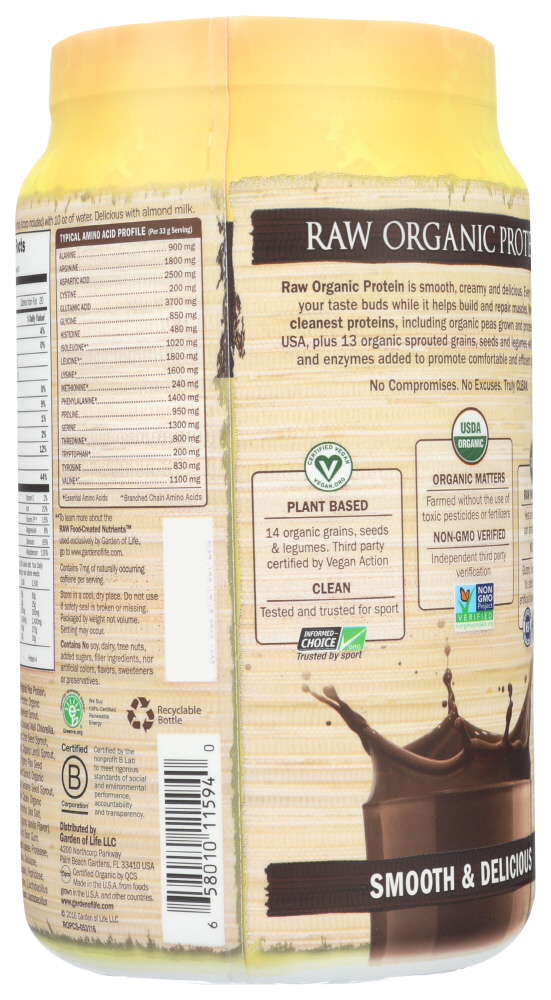 with 10 oz of water. Delicious with almond milk.
TYPICAL AMINO ACID PROFILE (Per 33 g Serving)
ALANINE 900 mg
ARGININE 1800 mg
ASPARTIC ACID 2500 mg
CYSTINE 200 mg
GLUTAMIC ACID 3700 mg
GLYCINE 850 mg
HISTIDINE 480 mg
ISOLEUCINE*^ 1020 mg
LEUCINE*^ 1800 mg
LYSINE* 1600 mg
METHIONINE* 240 mg
PHENYLALANINE* 1400 mg
PROLINE 950 mg
SERINE 1300 mg
THREONINE* 800 mg
TRYPTOPHAN* 200 mg
TYROSINE 830 mg
VALINE*^ 1100 mg
*Essential Amino Acids ^Branched Chain Amino Acids
To learn more about the
RAW Food-Created Nutrients™
used exclusively by Garden of Life,
go to www.gardenoflife.com.
Contains 7mg of naturally occurring
caffeine per serving.
Store in a cool, dry place. Do not use
if safety seal is broken or missing.
Packaged by weight not volume.
Settling may occur.
Contains No soy, dairy, tree nuts,
added sugars, filler ingredients, nor
artificial colors, flavors, sweeteners
or preservatives.
Green-e.org
We Buy
100% Certified
Renewable
Energy
Recyclable
Bottle
Certified
B
Corporation
Certified by the
nonprofit B Lab
to meet rigorous
standards of social
and environmental
performance,
accountability
and transparency.
Distributed by
Garden of Life LLC
4200 Northcorp Parkway
Palm Beach Gardens, FL 33410 USA
Certified Organic by QCS
Made in the U.S.A. from foods
grown in the U.S.A. and other countries.
www.gardenoflife.com
© 2016 Garden of Life LLC
6 58010 11594 0
RAW ORGANIC PROTE
Raw Organic Protein is smooth, creamy and delicious.
your taste buds while it helps build and repair muscles.
cleanest proteins, including organic peas grown and
USA, plus 13 organic sprouted grains, seeds and legumes
and enzymes added to promote comfortable and
No Compromises. No Excuses. Truly CLEAN.
CERTIFIED VEGAN
V
VEGAN.ORG
PLANT BASED
14 organic grains, seeds
& legumes. Third party
certified by Vegan Action
CLEAN
Tested and trusted for sport
INFORMED-
CHOICE
.ORG
Trusted by sport
USDA
ORGANIC
ORGANIC MATTERS
Farmed without the use of
toxic pesticides or fertilizers
NON-GMO VERIFIED
Independent third party
verification
NON
GMO
Project
VERIFIED
nongmoproject.org
SMOOTH & DELICIOUS